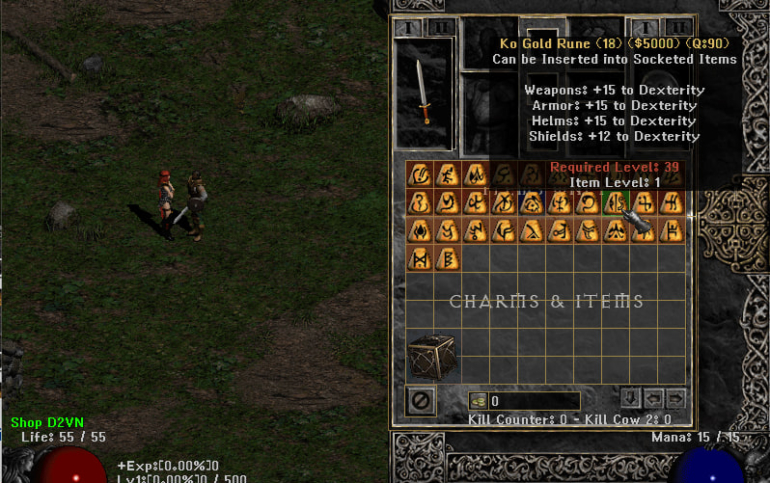 I
II
I
II
Ko Gold Rune (18) ($5000) (Q:90)
Can be Inserted into Socketed Items
Weapons: +15 to Dexterity
Armor: +15 to Dexterity
Helms: +15 to Dexterity
Shields: +12 to Dexterity
Required Level: 39
Item Level: 1
CHARMS & ITEMS
0
Kill Counter: 0 - Kill Cow 2: 0
Shop D2VN
Life: 55 / 55
Mana: 15 / 15
+Exp:[0.00%]0
Lv1:[0.00%]0 / 500